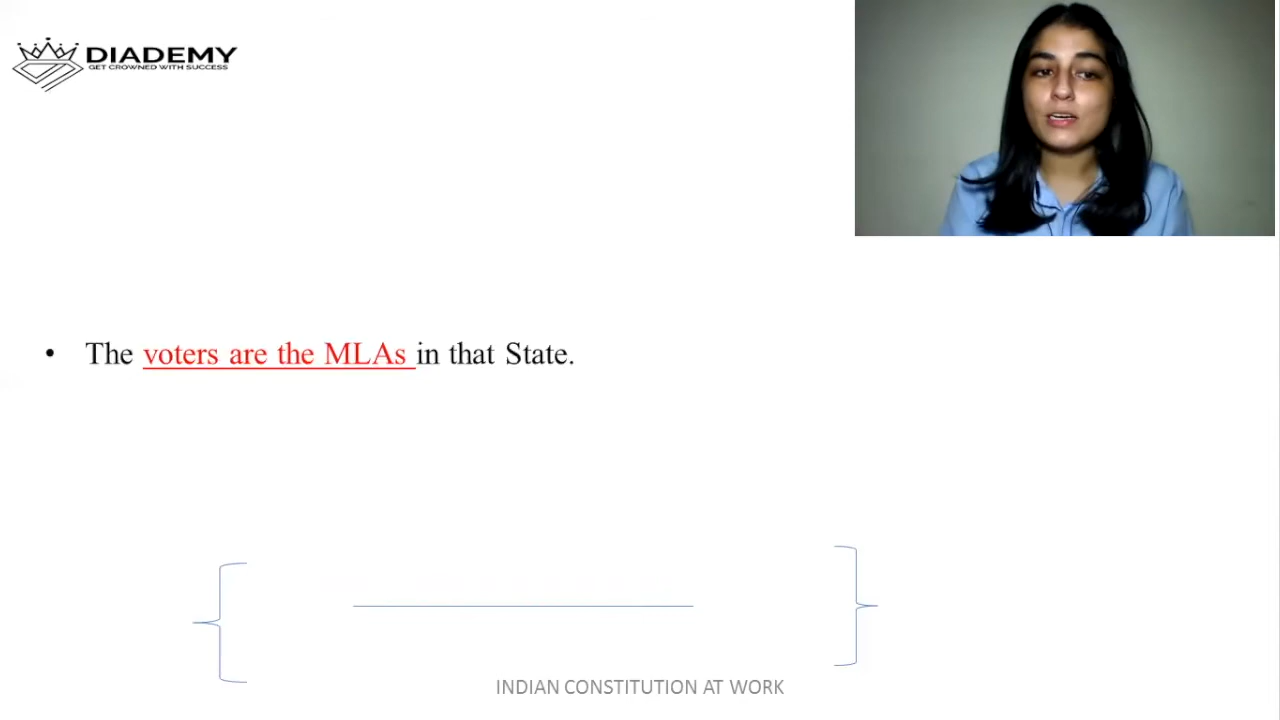 DIADEMY
GET CROWNED WITH SUCCESS
• The voters are the MLAs in that State.
INDIAN CONSTITUTION AT WORK